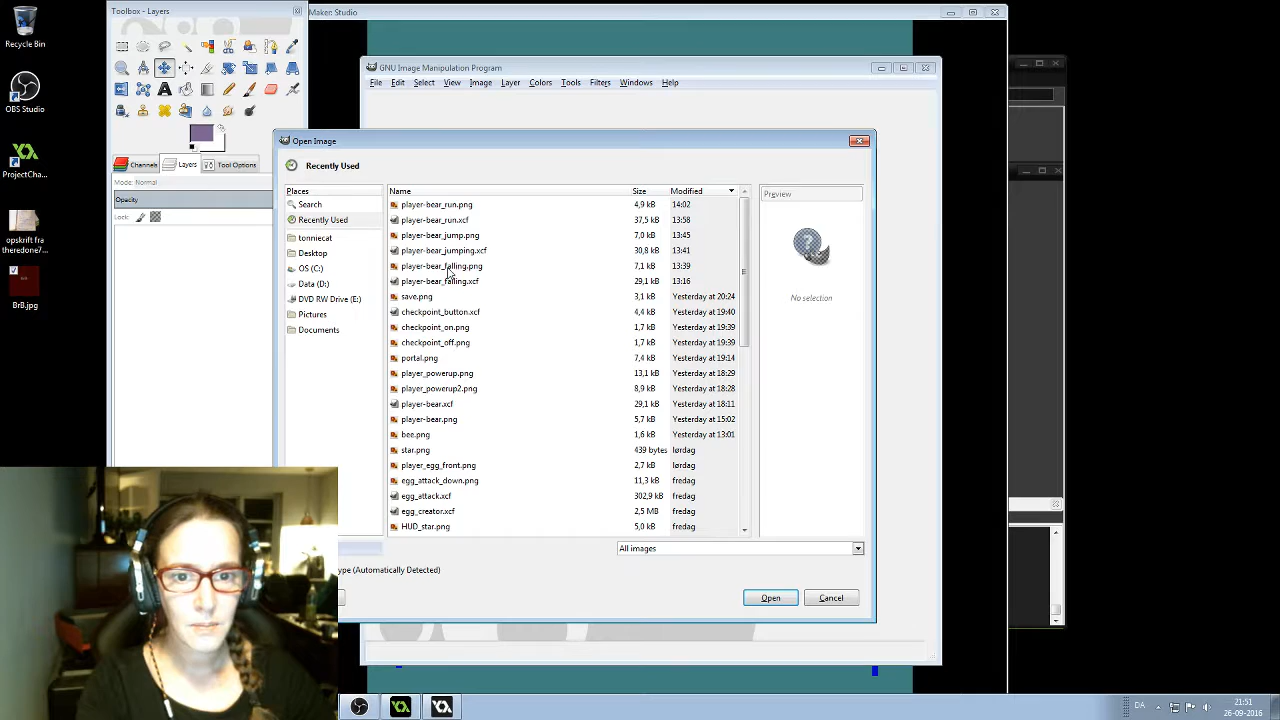 Recycle Bin
OBS Studio
ProjectCha...
opskrift fra
theredone7...
BrB.jpg
Toolbox - Layers
Channels
Layers
Tool Options
Mode: Normal
Opacity
Lock:
Maker: Studio
GNU Image Manipulation Program
File Edit Select View Image Layer Colors Tools Filters Windows Help
Open Image
Recently Used
Places
Search
Recently Used
tonniecat
Desktop
OS (C:)
Data (D:)
DVD RW Drive (E:)
Pictures
Documents
Name Size Modified
player-bear_run.png 4,9 kB 14:02
player-bear_run.xcf 37,5 kB 13:58
player-bear_jump.png 7,0 kB 13:45
player-bear_jumping.xcf 30,8 kB 13:41
player-bear_falling.png 7,1 kB 13:39
player-bear_falling.xcf 29,1 kB 13:16
save.png 3,1 kB Yesterday at 20:24
checkpoint_button.xcf 4,4 kB Yesterday at 19:40
checkpoint_on.png 1,7 kB Yesterday at 19:39
checkpoint_off.png 1,7 kB Yesterday at 19:39
portal.png 7,4 kB Yesterday at 19:14
player_powerup.png 13,1 kB Yesterday at 18:29
player_powerup2.png 8,9 kB Yesterday at 18:28
player-bear.xcf 29,1 kB Yesterday at 18:11
player-bear.png 5,7 kB Yesterday at 15:02
bee.png 1,6 kB Yesterday at 13:01
star.png 439 bytes lørdag
player_egg_front.png 2,7 kB lørdag
egg_attack_down.png 11,3 kB fredag
egg_attack.xcf 302,9 kB fredag
egg_creator.xcf 2,5 MB fredag
HUD_star.png 5,0 kB fredag
Preview
No selection
All images
ype (Automatically Detected)
Open
Cancel
DA
21:51
26-09-2016